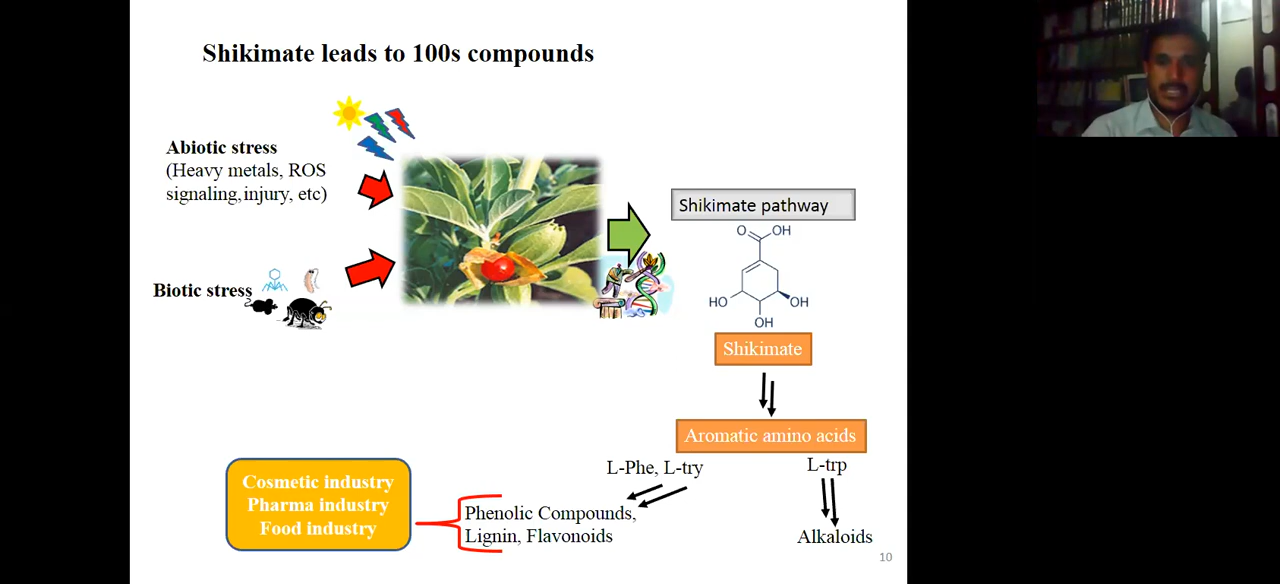 Shikimate leads to 100s compounds
Abiotic stress
(Heavy metals, ROS
signaling, injury, etc)
Biotic stress
Shikimate pathway
O
OH
HO
OH
OH
Shikimate
Aromatic amino acids
L-Phe, L-try
L-trp
Phenolic Compounds,
Lignin, Flavonoids
Alkaloids
Cosmetic industry
Pharma industry
Food industry
10